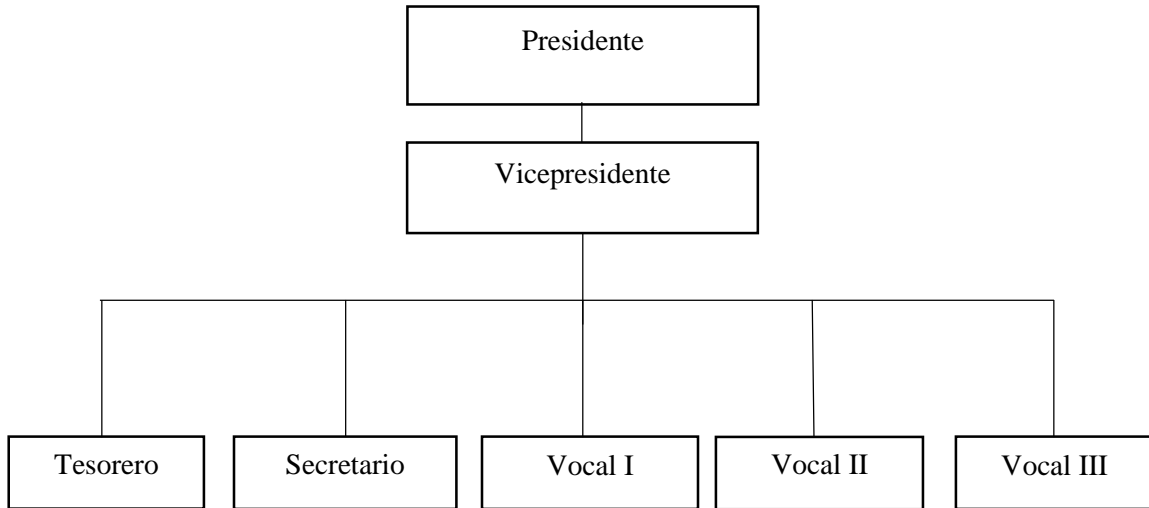 Presidente
Vicepresidente
Tesorero
Secretario
Vocal I
Vocal II
Vocal III